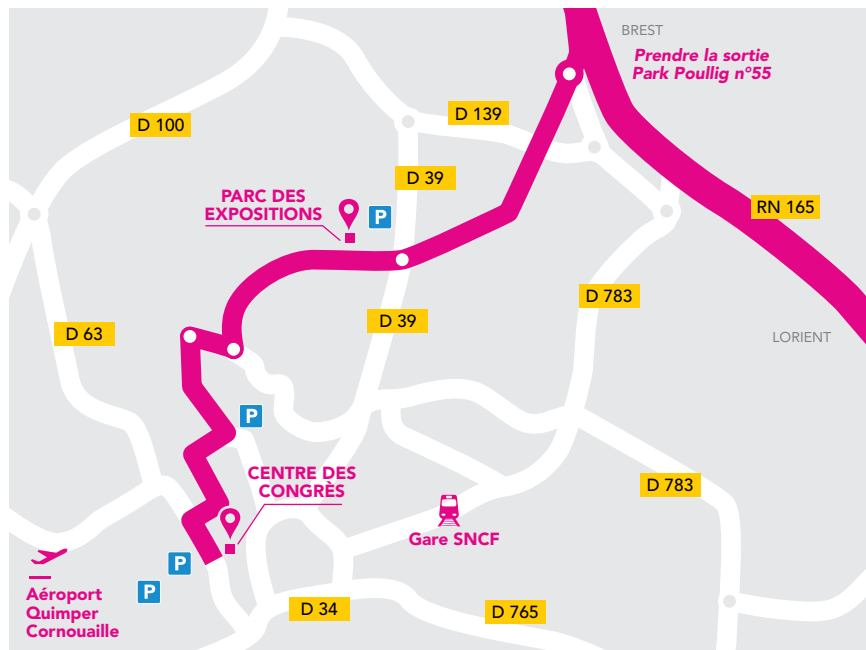 BREST
Prendre la sortie
Park Poullig n°55
D 100
D 139
D 39
PARC DES
EXPOSITIONS
P
RN 165
D 783
D 39
D 63
LORIENT
P
CENTRE DES
CONGRÈS
D 783
Gare SNCF
P
P
Aéroport
Quimper
Cornouaille
D 34
D 765